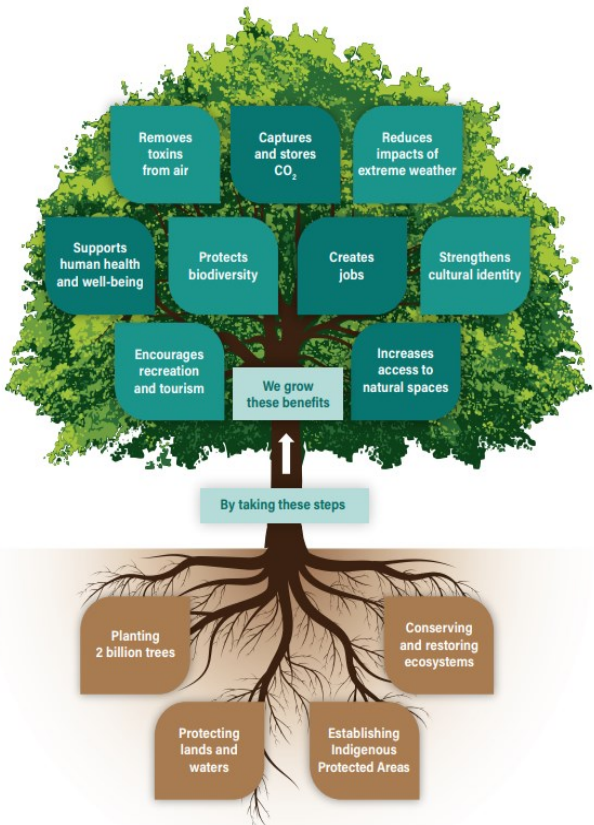 Removes
toxins
from air
Captures
and stores
CO₂
Reduces
impacts of
extreme weather
Supports
human health
and well-being
Protects
biodiversity
Creates
jobs
Strengthens
cultural identity
Encourages
recreation
and tourism
We grow
these benefits
Increases
access to
natural spaces
By taking these steps
Planting
2 billion trees
Conserving
and restoring
ecosystems
Protecting
lands and
waters
Establishing
Indigenous
Protected Areas